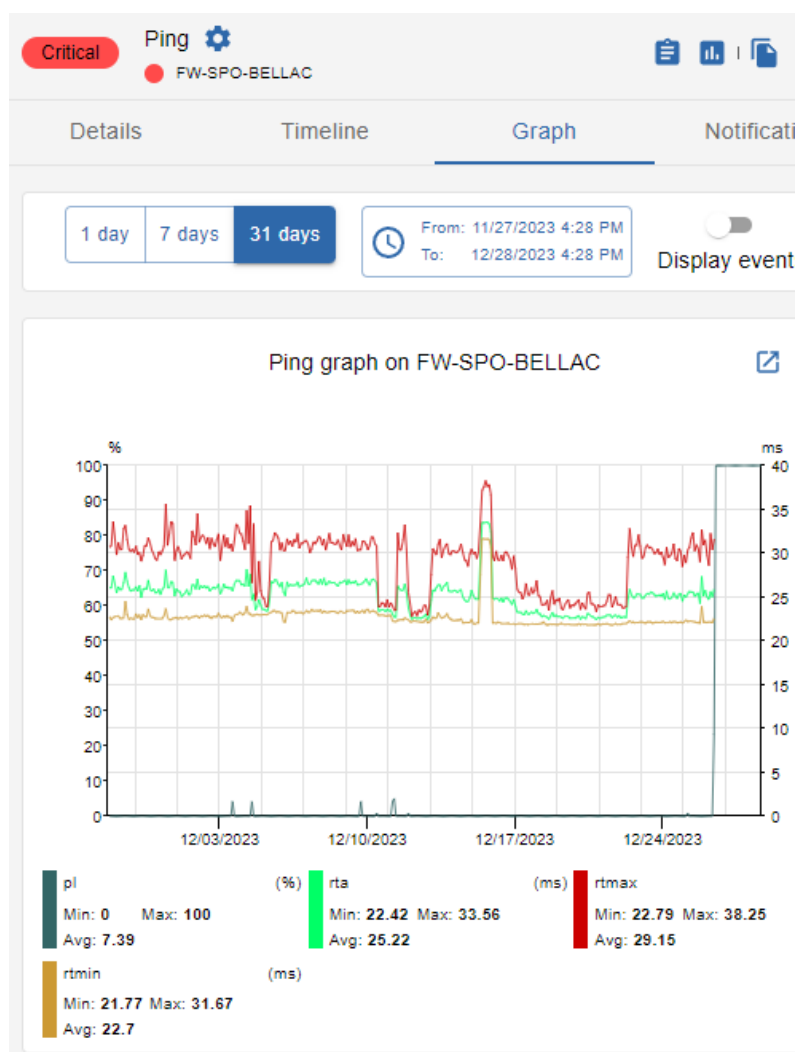 Critical Ping
FW-SPO-BELLAC
Details Timeline Graph Notificati
1 day 7 days 31 days
From: 11/27/2023 4:28 PM
To: 12/28/2023 4:28 PM
Display event
Ping graph on FW-SPO-BELLAC
% ms
100 40
90
35
80
30
70
25
60
50 20
40
15
30
10
20
5
10
0 0
12/03/2023 12/10/2023 12/17/2023 12/24/2023
pl (%) rta (ms) rtmax
Min: 0 Max: 100 Min: 22.42 Max: 33.56 Min: 22.79 Max: 38.25
Avg: 7.39 Avg: 25.22 Avg: 29.15
rtmin (ms)
Min: 21.77 Max: 31.67
Avg: 22.7